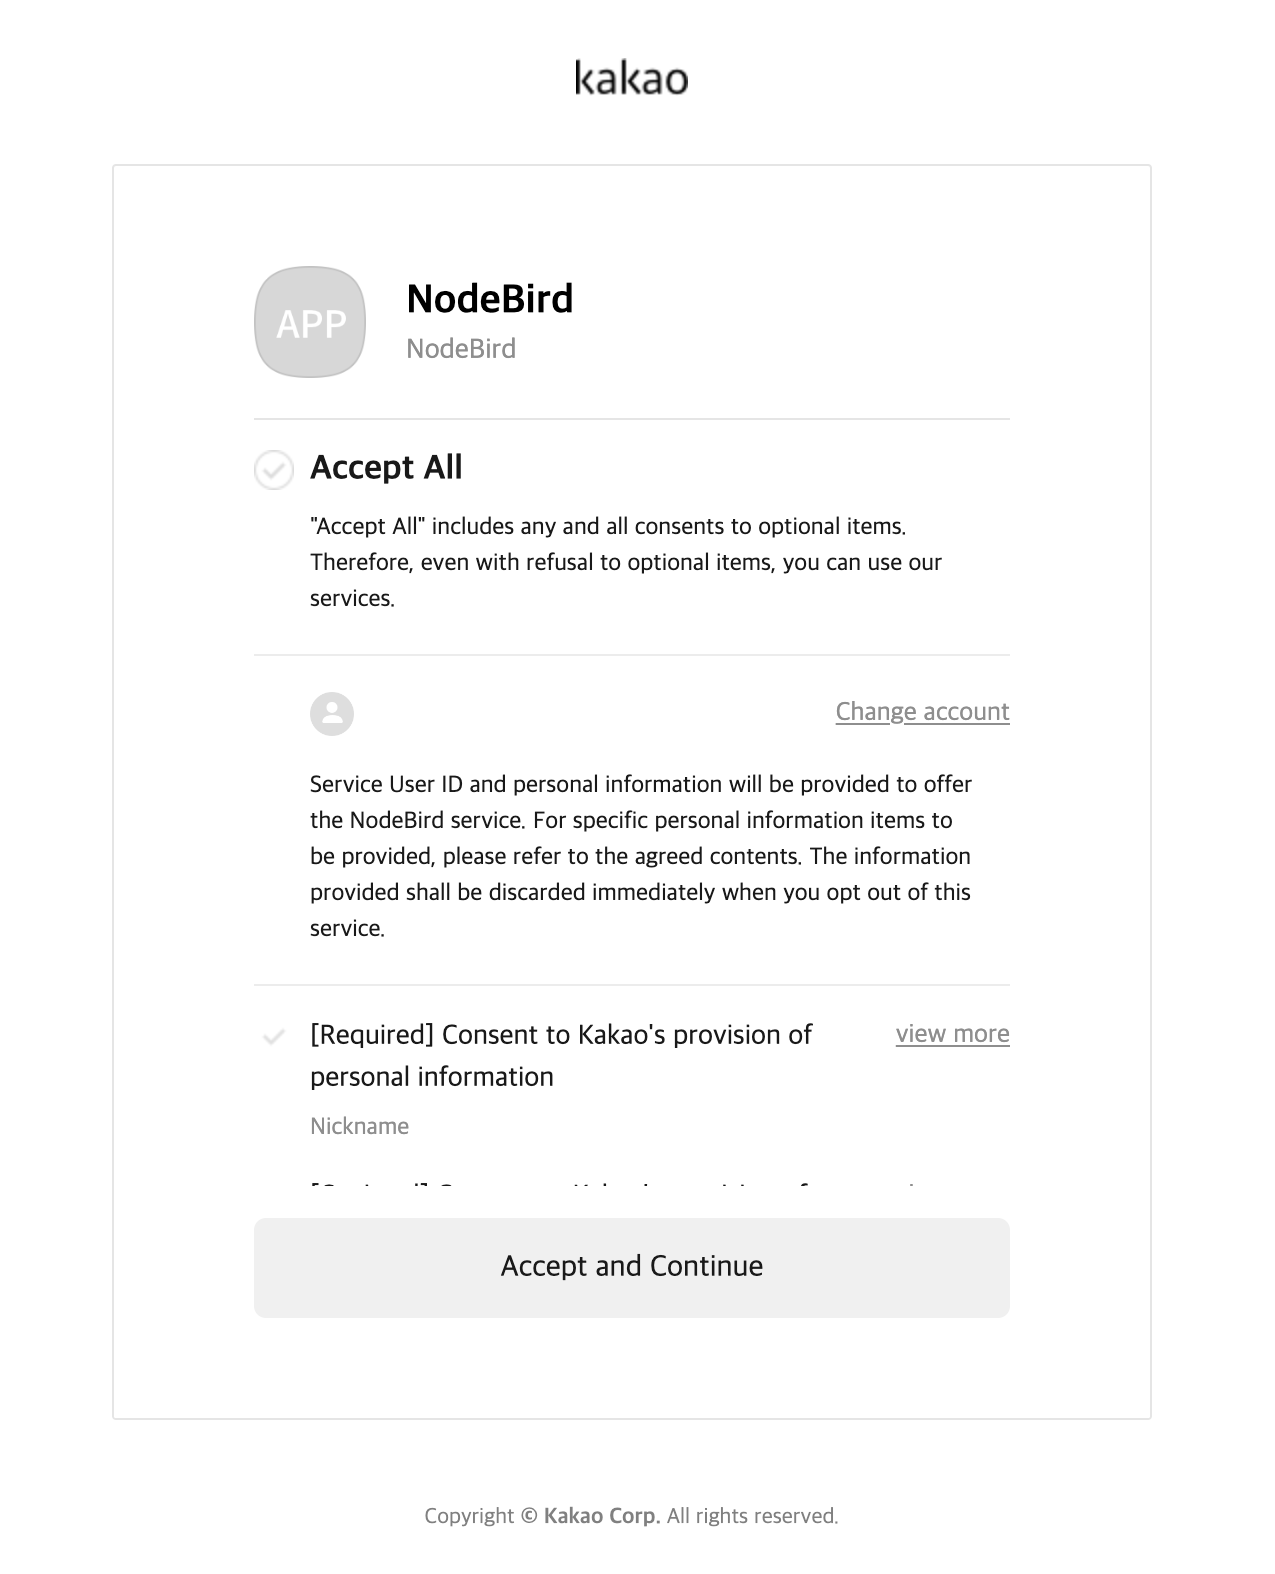 kakao
APP
NodeBird
NodeBird
Accept All
"Accept All" includes any and all consents to optional items.
Therefore, even with refusal to optional items, you can use our
services.
Change account
Service User ID and personal information will be provided to offer
the NodeBird service. For specific personal information items to
be provided, please refer to the agreed contents. The information
provided shall be discarded immediately when you opt out of this
service.
[Required] Consent to Kakao's provision of
view more
personal information
Nickname
Accept and Continue
Copyright © Kakao Corp. All rights reserved.